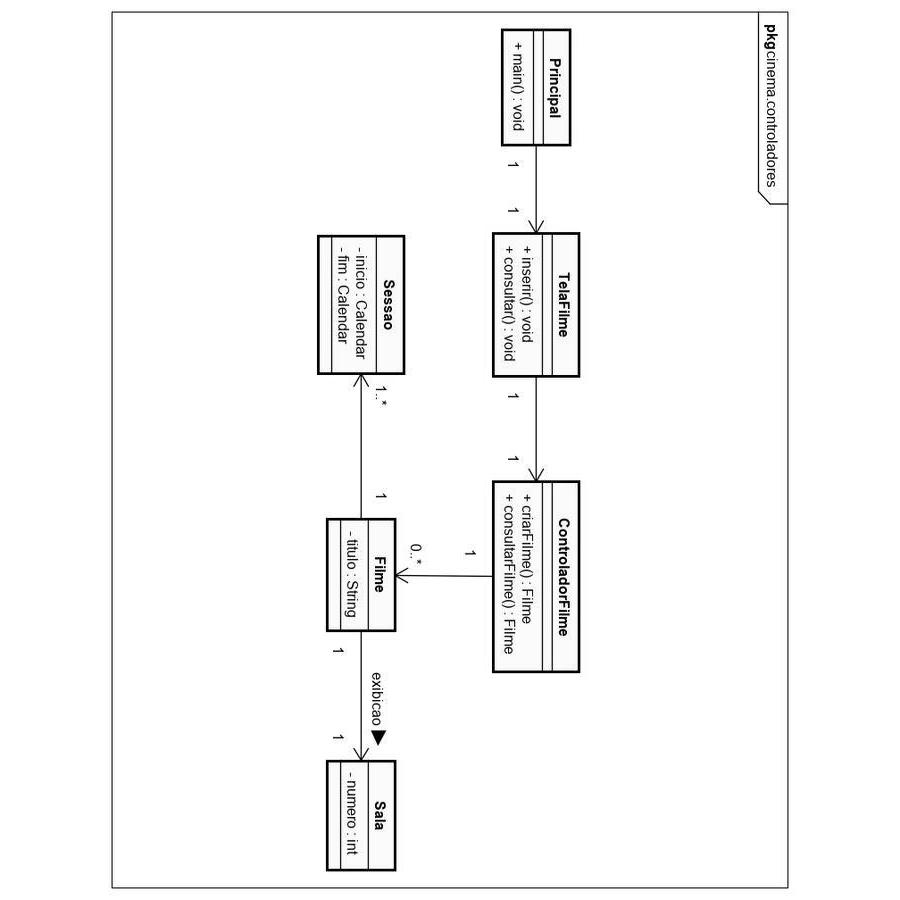 pkg cinema.controladores
Principal
+ main() : void
1
1
TelaFilme
+ inserir() : void
+ consultar() : void
1
1
ControladorFilme
+ criarFilme() : Filme
+ consultarFilme() : Filme
1
0..*
Sessao
- inicio : Calendar
- fim : Calendar
1..*
1
Filme
- titulo : String
1
exibicao
1
Sala
- numero : int